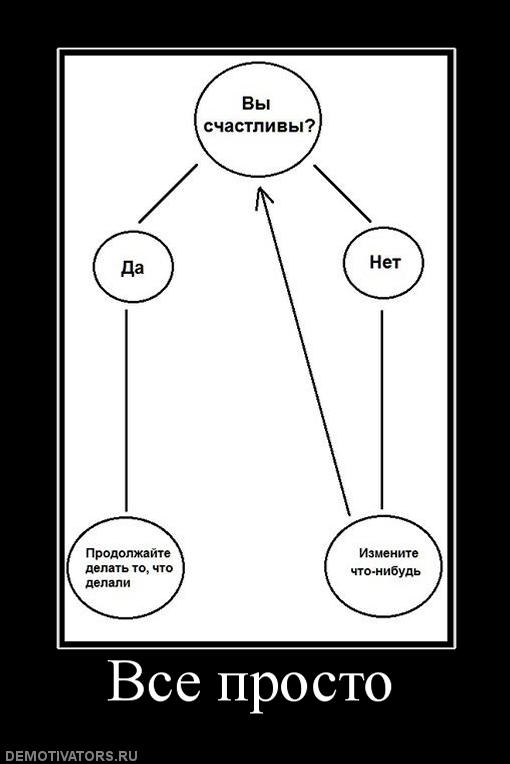 Вы
счастливы?
Да
Нет
Продолжайте
делать то, что
делали
Измените
что-нибудь
Все просто
DEMOTIVATORS.RU